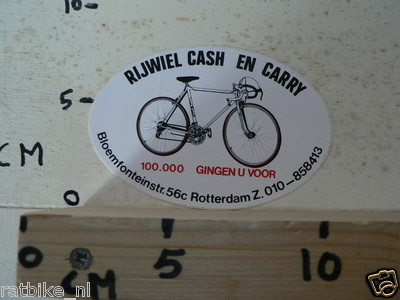 10-
RIJWIEL CASH EN CARRY
5-
CM
0
100.000 GINGEN U VOOR
Bloemfonteinstr. 56c Rotterdam Z. 010-858413
0 5 10
CM
ratbike_nl